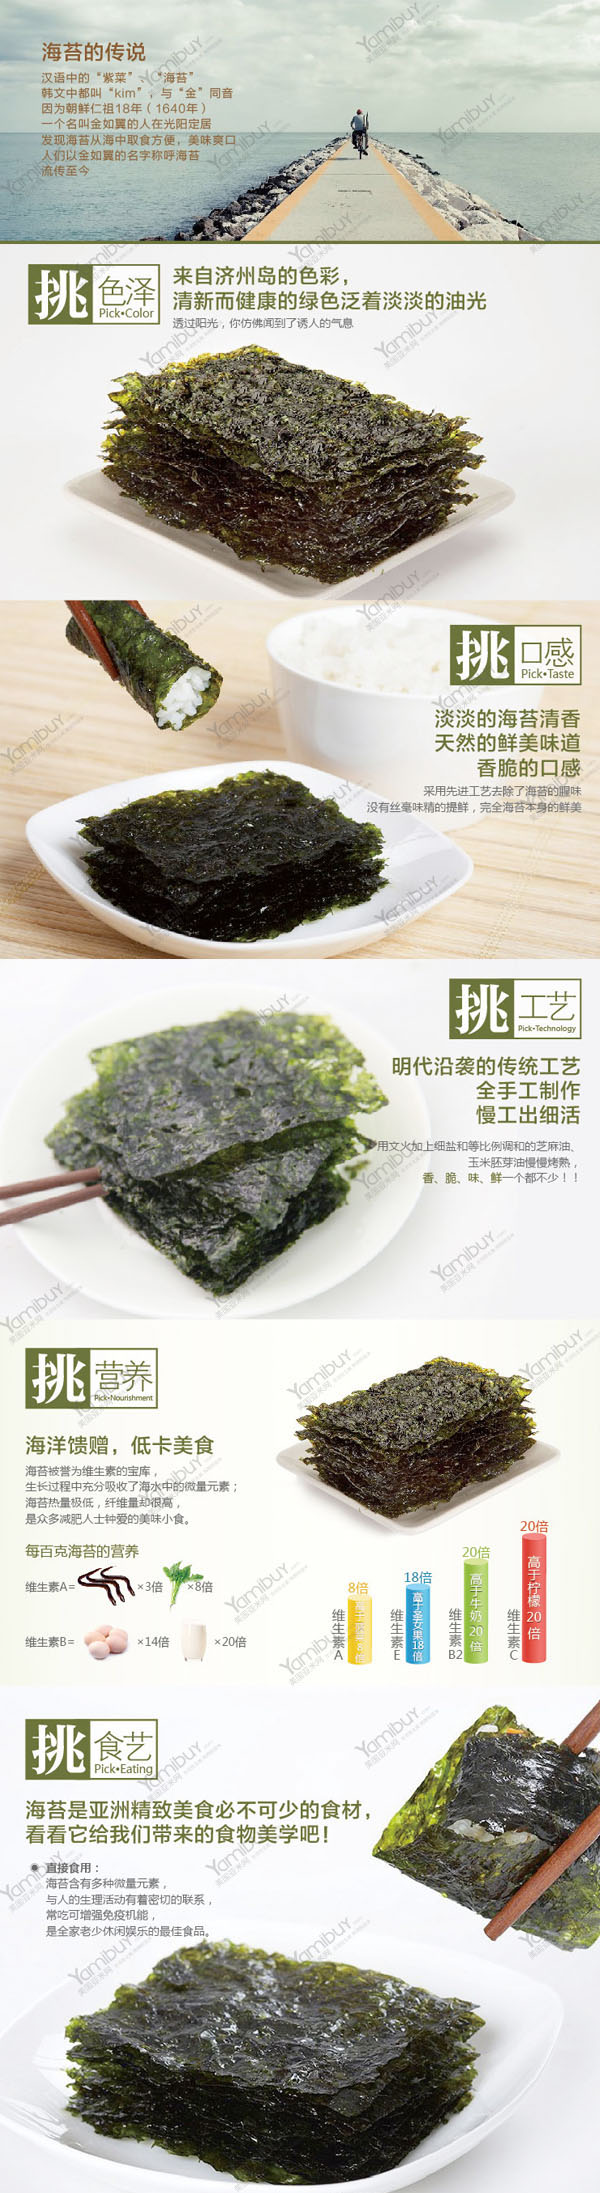 海苔的传说
汉语中的“紫菜”、“海苔”
韩文中都叫“kim”，与“金”同音
因为朝鲜仁祖18年（1640年）
一个名叫金如翼的人在光阳定居
发现海苔从海中取食方便，美味爽口
人们以金如翼的名字称呼海苔
流传至今
挑 色泽
Pick•Color
来自济州岛的色彩，
清新而健康的绿色泛着淡淡的油光
透过阳光，你仿佛闻到了诱人的气息
挑 口感
Pick•Taste
淡淡的海苔清香
天然的鲜美味道
香脆的口感
采用先进工艺去除了海苔的腥味
没有丝毫味精的提鲜，完全海苔本身的鲜美
挑 工艺
Pick•Technology
明代沿袭的传统工艺
全手工制作
慢工出细活
用文火加上细盐和等比例调和的芝麻油、
玉米胚芽油慢慢烤熟，
香、脆、味、鲜一个都不少！！
挑 营养
Pick•Nourishment
海洋馈赠，低卡美食
海苔被誉为维生素的宝库，
生长过程中充分吸收了海水中的微量元素；
海苔热量极低，纤维量却很高，
是众多减肥人士钟爱的美味小食。
每百克海苔的营养
维生素A= ×3倍 ×8倍
维生素B= ×14倍 ×20倍
8倍
维生素A
18倍
高于圣女果18倍
维生素E
20倍
高于牛奶20倍
维生素B2
20倍
高于柠檬20倍
维生素C
挑 食艺
Pick•Eating
海苔是亚洲精致美食必不可少的食材，
看看它给我们带来的食物美学吧！
直接食用：
海苔含有多种微量元素，
与人的生理活动有着密切的联系，
常吃可增强免疫机能，
是全家老少休闲娱乐的最佳食品。
Yamibuy.com
美国亚米网